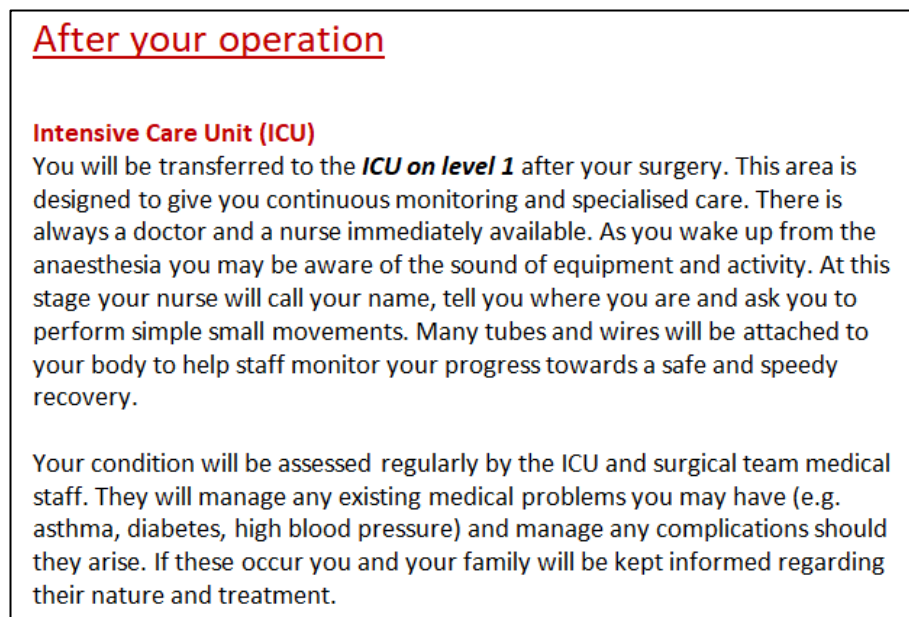 After your operation
Intensive Care Unit (ICU)
You will be transferred to the ICU on level 1 after your surgery. This area is
designed to give you continuous monitoring and specialised care. There is
always a doctor and a nurse immediately available. As you wake up from the
anaesthesia you may be aware of the sound of equipment and activity. At this
stage your nurse will call your name, tell you where you are and ask you to
perform simple small movements. Many tubes and wires will be attached to
your body to help staff monitor your progress towards a safe and speedy
recovery.
Your condition will be assessed regularly by the ICU and surgical team medical
staff. They will manage any existing medical problems you may have (e.g.
asthma, diabetes, high blood pressure) and manage any complications should
they arise. If these occur you and your family will be kept informed regarding
their nature and treatment.